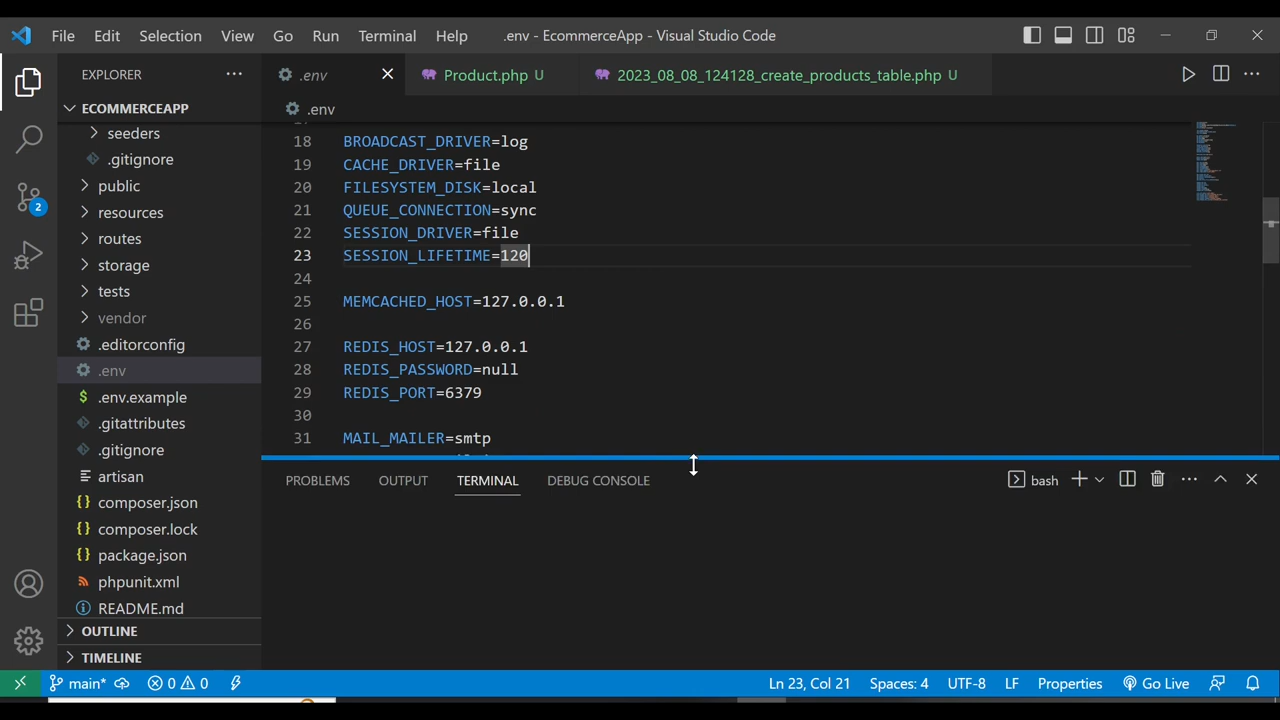 File Edit Selection View Go Run Terminal Help .env - EcommerceApp - Visual Studio Code
EXPLORER
.env
Product.php U
2023_08_08_124128_create_products_table.php U
ECOMMERCEAPP
seeders
.gitignore
public
resources
routes
storage
tests
vendor
.editorconfig
.env
.env.example
.gitattributes
.gitignore
artisan
composer.json
composer.lock
package.json
phpunit.xml
README.md
OUTLINE
TIMELINE
2
.env
18 BROADCAST_DRIVER=log
19 CACHE_DRIVER=file
20 FILESYSTEM_DISK=local
21 QUEUE_CONNECTION=sync
22 SESSION_DRIVER=file
23 SESSION_LIFETIME=120
24
25 MEMCACHED_HOST=127.0.0.1
26
27 REDIS_HOST=127.0.0.1
28 REDIS_PASSWORD=null
29 REDIS_PORT=6379
30
31 MAIL_MAILER=smtp
PROBLEMS OUTPUT TERMINAL DEBUG CONSOLE bash
main* 0 0 Ln 23, Col 21 Spaces: 4 UTF-8 LF Properties Go Live